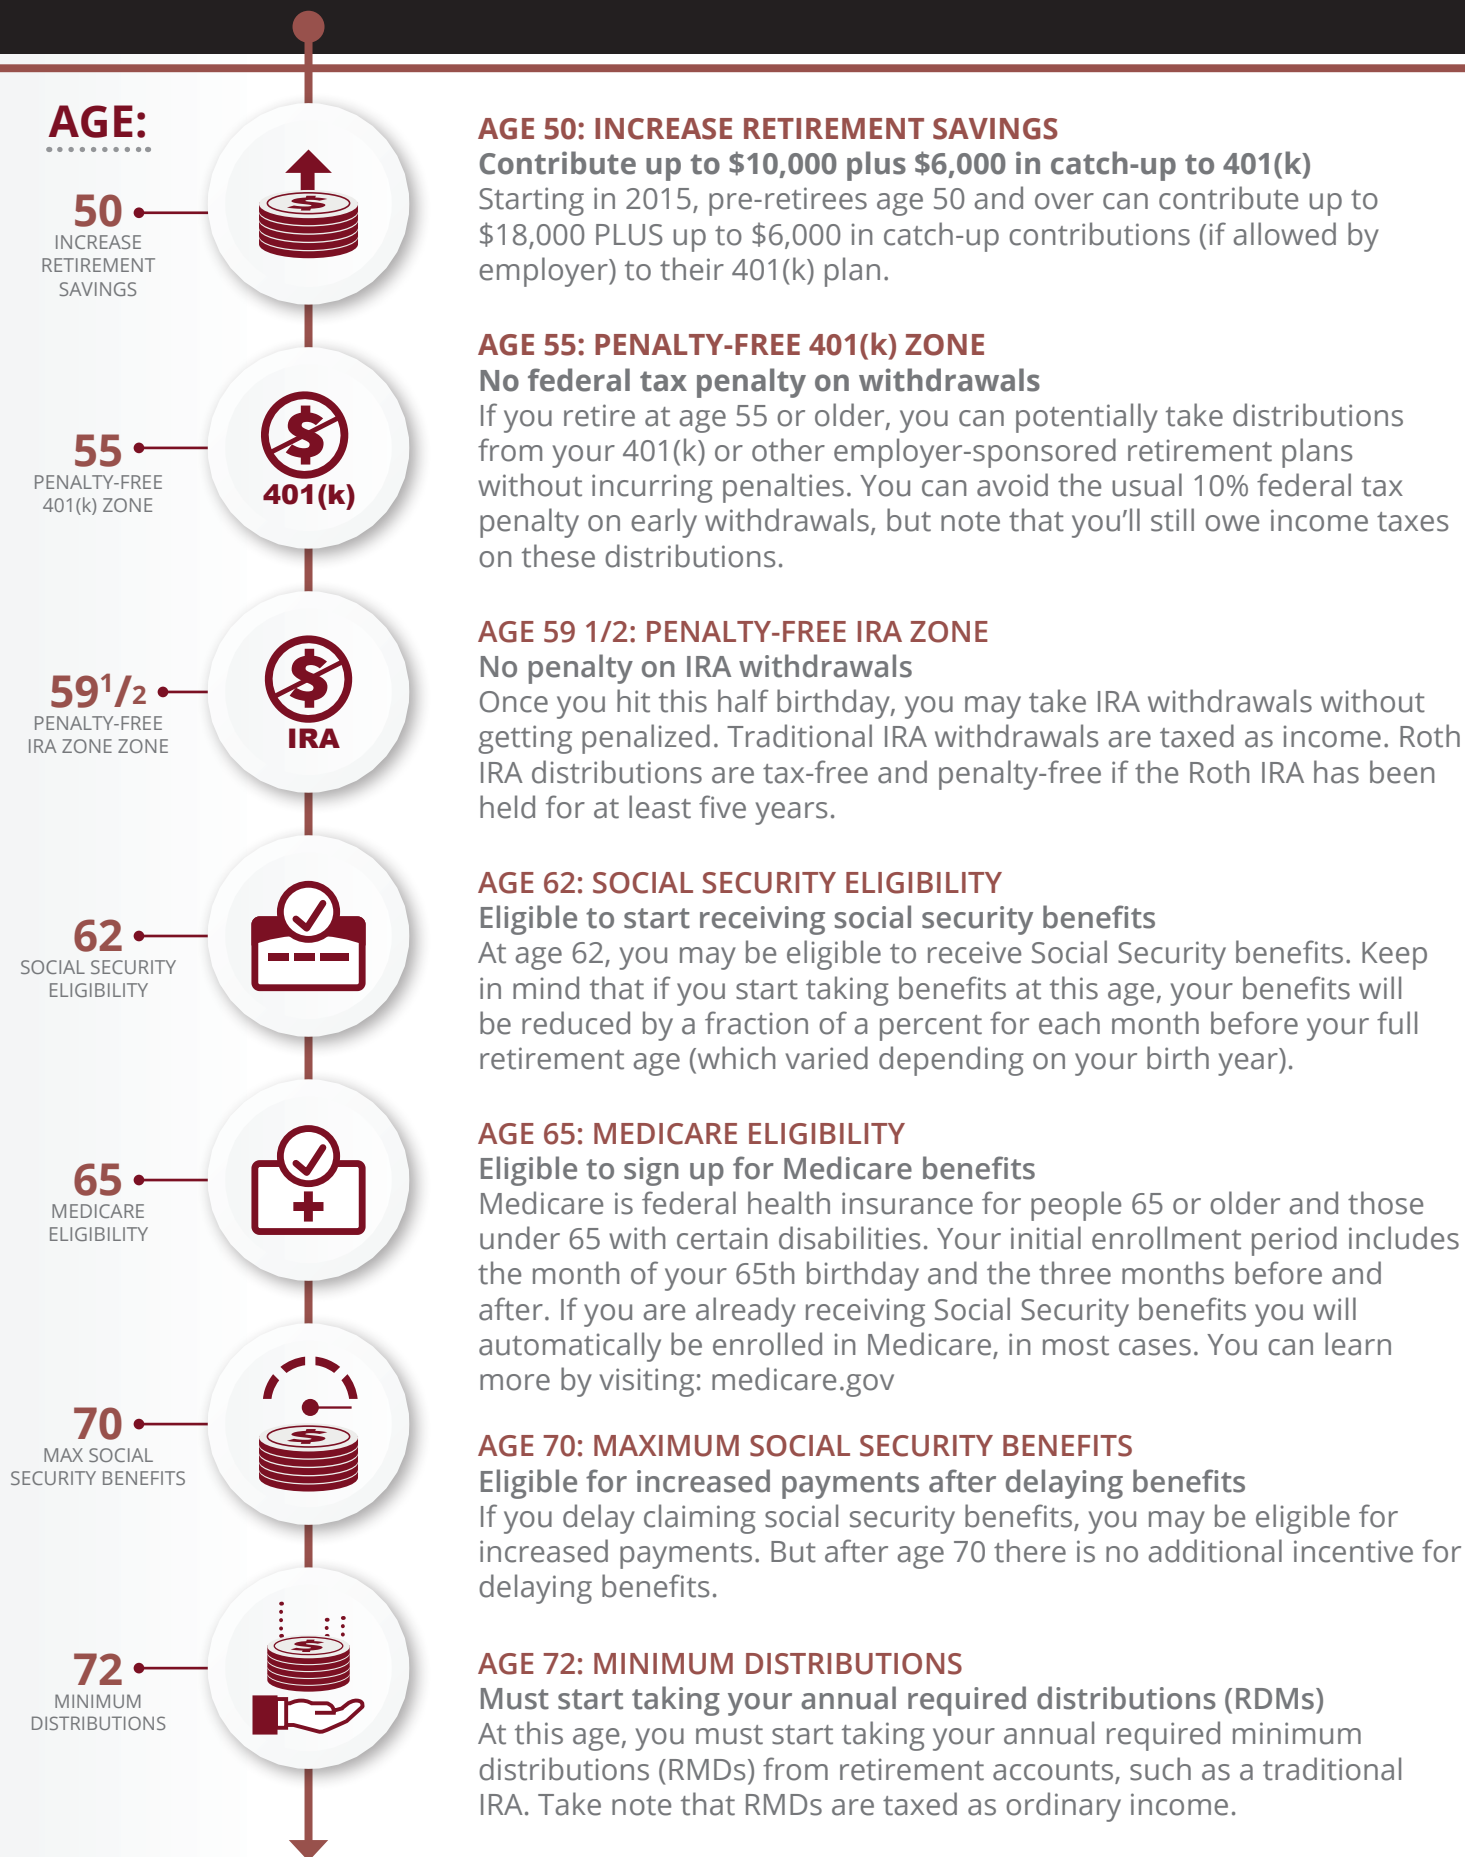 AGE:
50
INCREASE
RETIREMENT
SAVINGS
AGE 50: INCREASE RETIREMENT SAVINGS
Contribute up to $10,000 plus $6,000 in catch-up to 401(k)
Starting in 2015, pre-retirees age 50 and over can contribute up to
$18,000 PLUS up to $6,000 in catch-up contributions (if allowed by
employer) to their 401(k) plan.
55
PENALTY-FREE
401(k) ZONE
$
401(k)
AGE 55: PENALTY-FREE 401(k) ZONE
No federal tax penalty on withdrawals
If you retire at age 55 or older, you can potentially take distributions
from your 401(k) or other employer-sponsored retirement plans
without incurring penalties. You can avoid the usual 10% federal tax
penalty on early withdrawals, but note that you’ll still owe income taxes
on these distributions.
59 1/2
PENALTY-FREE
IRA ZONE ZONE
$
IRA
AGE 59 1/2: PENALTY-FREE IRA ZONE
No penalty on IRA withdrawals
Once you hit this half birthday, you may take IRA withdrawals without
getting penalized. Traditional IRA withdrawals are taxed as income. Roth
IRA distributions are tax-free and penalty-free if the Roth IRA has been
held for at least five years.
62
SOCIAL SECURITY
ELIGIBILITY
AGE 62: SOCIAL SECURITY ELIGIBILITY
Eligible to start receiving social security benefits
At age 62, you may be eligible to receive Social Security benefits. Keep
in mind that if you start taking benefits at this age, your benefits will
be reduced by a fraction of a percent for each month before your full
retirement age (which varied depending on your birth year).
65
MEDICARE
ELIGIBILITY
AGE 65: MEDICARE ELIGIBILITY
Eligible to sign up for Medicare benefits
Medicare is federal health insurance for people 65 or older and those
under 65 with certain disabilities. Your initial enrollment period includes
the month of your 65th birthday and the three months before and
after. If you are already receiving Social Security benefits you will
automatically be enrolled in Medicare, in most cases. You can learn
more by visiting: medicare.gov
70
MAX SOCIAL
SECURITY BENEFITS
$
AGE 70: MAXIMUM SOCIAL SECURITY BENEFITS
Eligible for increased payments after delaying benefits
If you delay claiming social security benefits, you may be eligible for
increased payments. But after age 70 there is no additional incentive for
delaying benefits.
72
MINIMUM
DISTRIBUTIONS
$
AGE 72: MINIMUM DISTRIBUTIONS
Must start taking your annual required distributions (RDMs)
At this age, you must start taking your annual required minimum
distributions (RMDs) from retirement accounts, such as a traditional
IRA. Take note that RMDs are taxed as ordinary income.